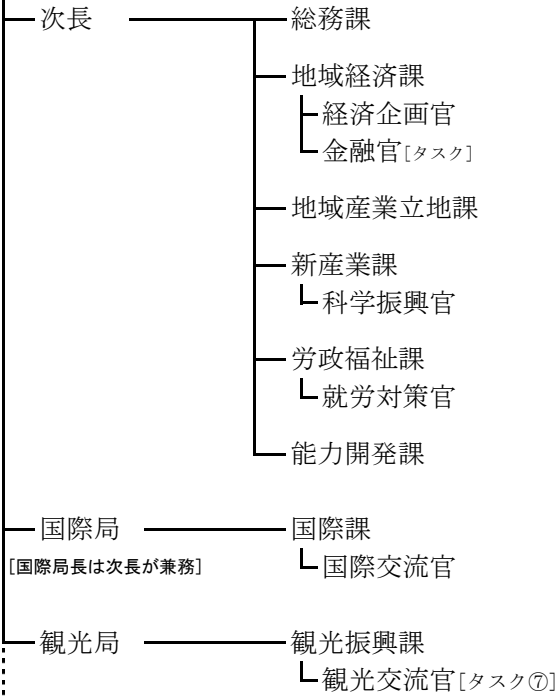 次長 総務課
地域経済課
経済企画官
金融官[タスク]
地域産業立地課
新産業課
科学振興官
労政福祉課
就労対策官
能力開発課
国際局 国際課
[国際局長は次長が兼務] 国際交流官
観光局 観光振興課
観光交流官[タスク⑦]